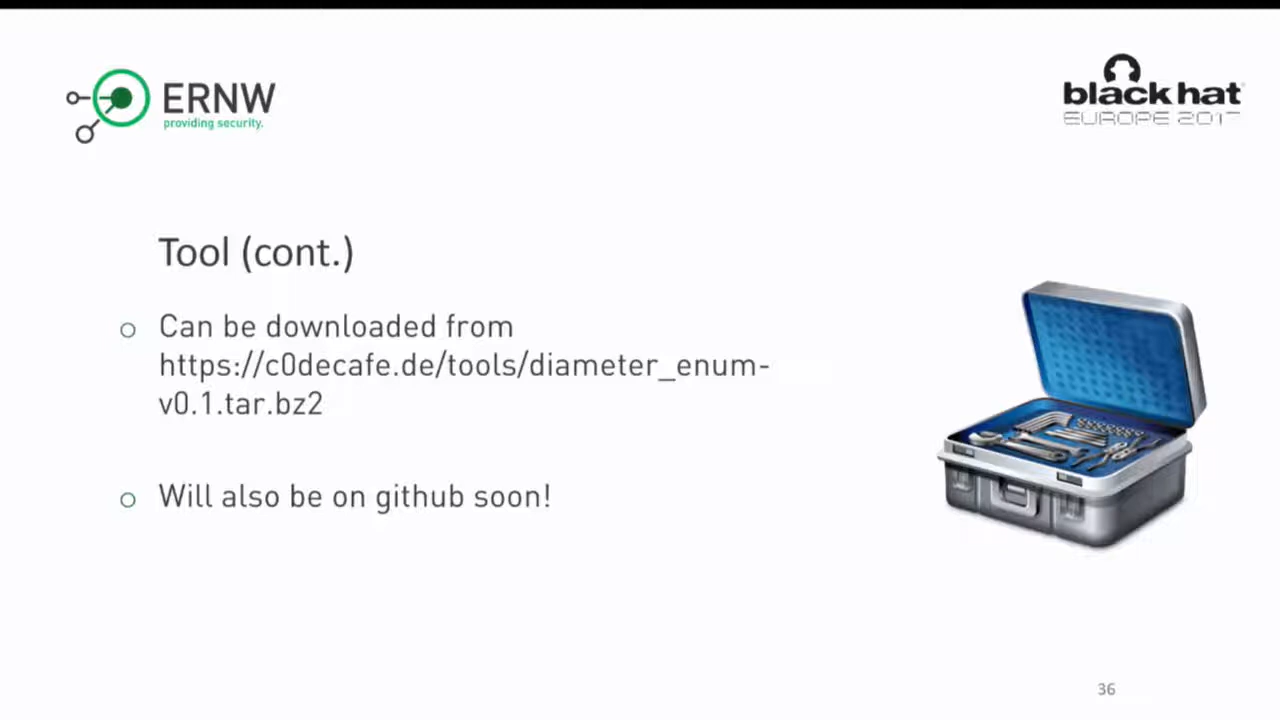 ERNW
providing security.
black hat
EUROPE 2017
Tool (cont.)
Can be downloaded from
https://c0decafe.de/tools/diameter_enum-
v0.1.tar.bz2
Will also be on github soon!
36